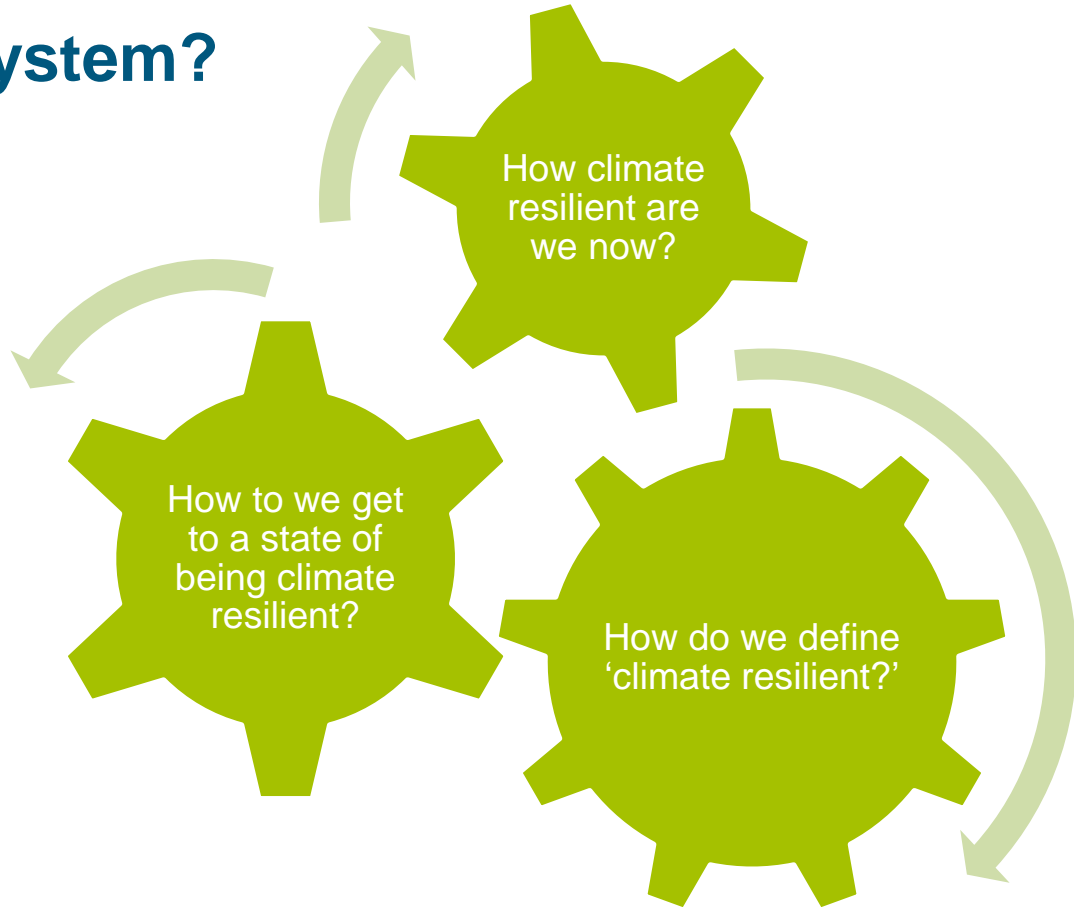 ystem?
How climate
resilient are
we now?
How to we get
to a state of
being climate
resilient?
How do we define
‘climate resilient?’